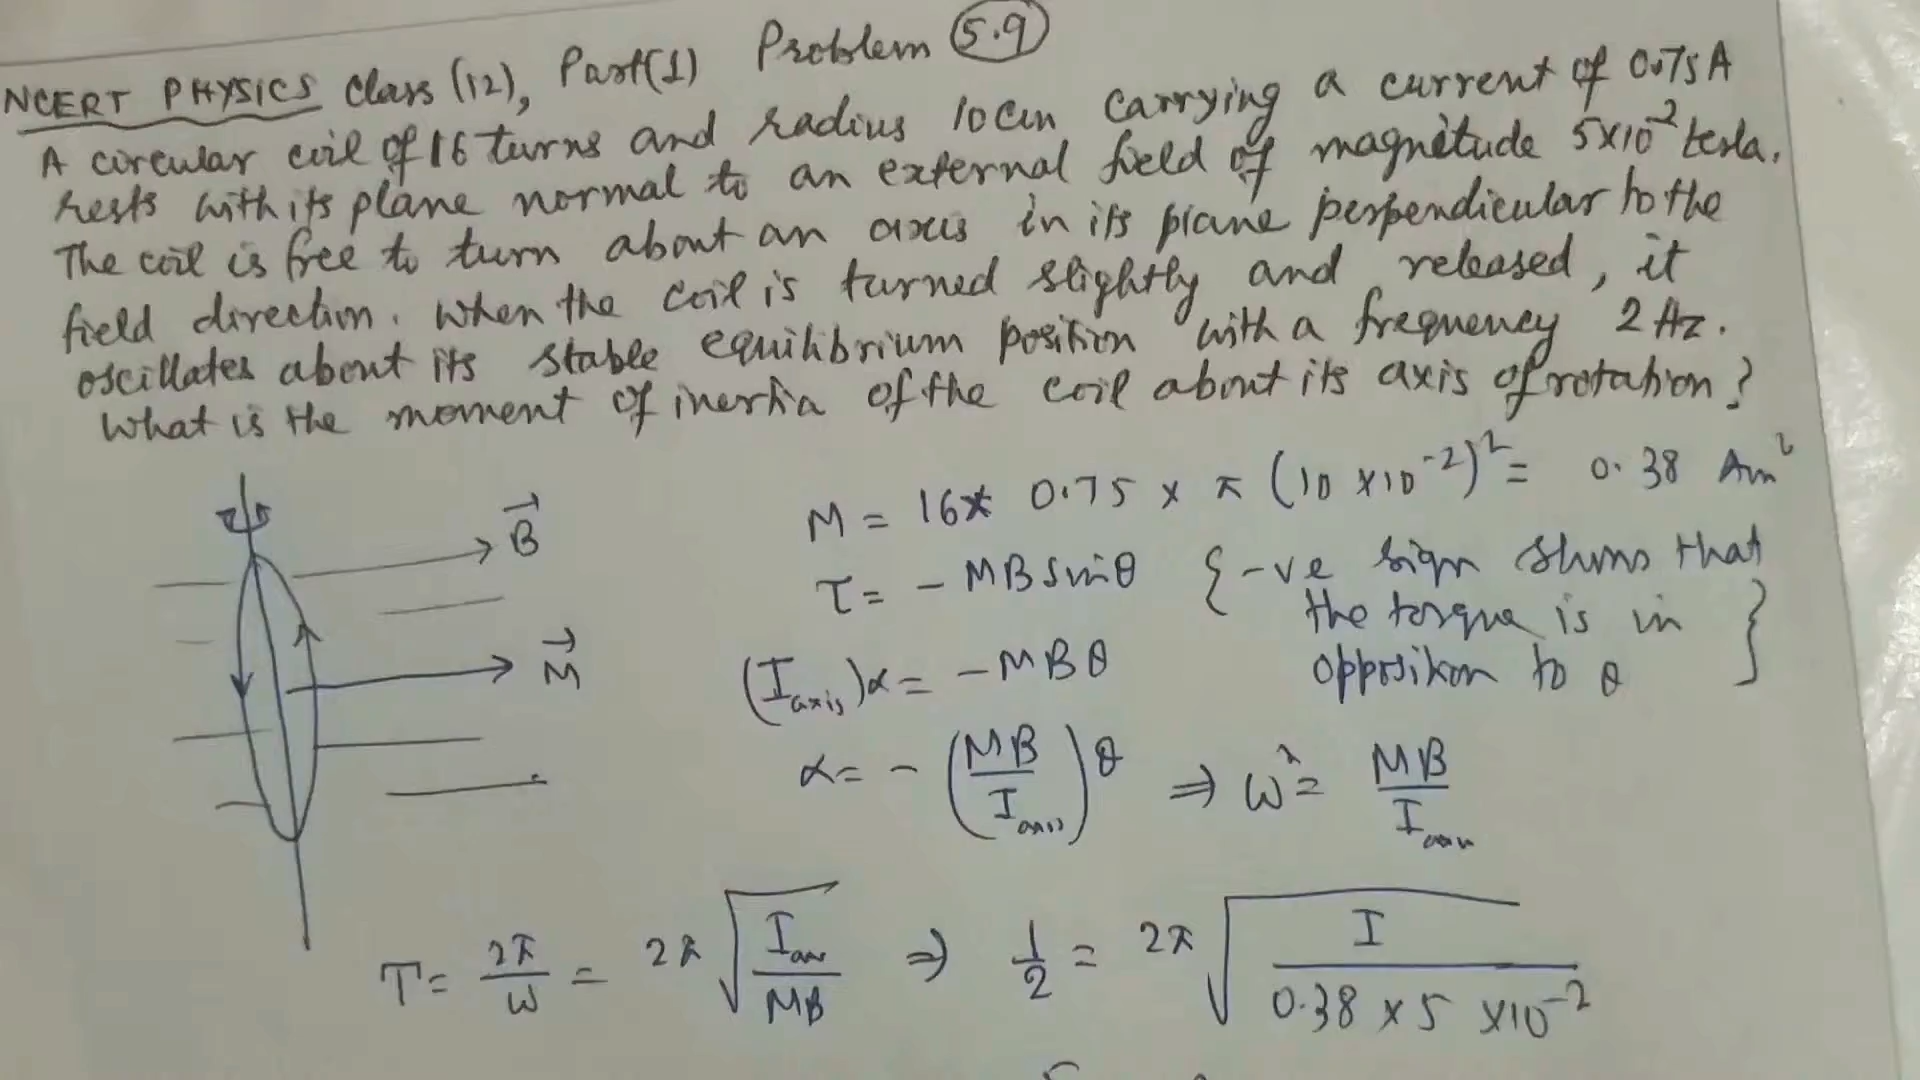 NCERT PHYSICS Class (12), Part(1) Problem 5.9
A circular coil of 16 turns and radius 10cm carrying a current of 0.75A
rests with its plane normal to an external field of magnitude 5×10⁻² tesla.
The coil is free to turn about an axis in its plane perpendicular to the
field direction. When the coil is turned slightly and released, it
oscillates about its stable equilibrium position with a frequency 2 Hz.
What is the moment of inertia of the coil about its axis of rotation?
B⃗
M⃗
M = 16 × 0.75 × π (10 × 10⁻²)² = 0.38 Am²
τ = - MB sinθ {-ve sign shows that
the torque is in
opposition to θ}
(I_axis)α = - MBθ
α = - (MB/I_axis)θ ⇒ ω² = MB/I_axis
T = 2π/ω = 2π √(I_axis/MB) ⇒ 1/2 = 2π √(I/(0.38 × 5 × 10⁻²))